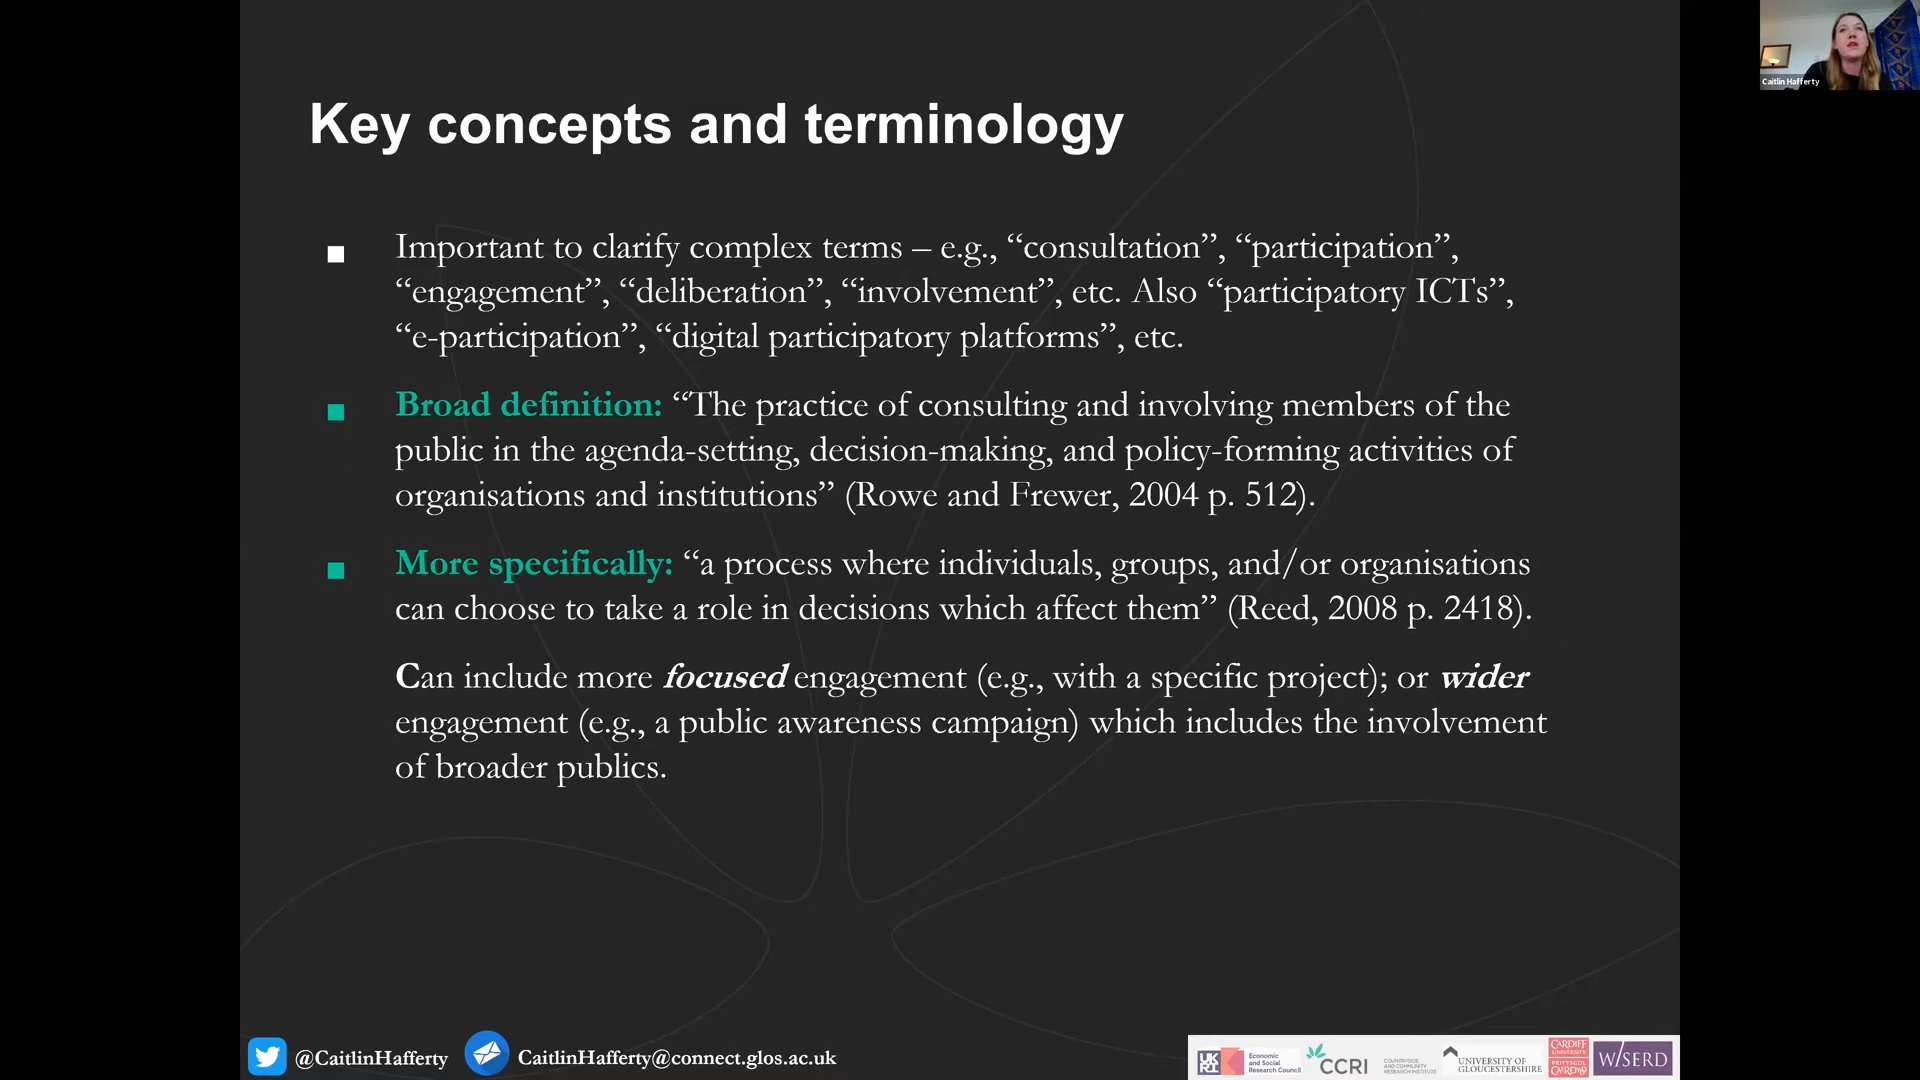 Caitlin Hafferty
Key concepts and terminology
Important to clarify complex terms – e.g., “consultation”, “participation”,
“engagement”, “deliberation”, “involvement”, etc. Also “participatory ICTs”,
“e-participation”, “digital participatory platforms”, etc.
Broad definition: “The practice of consulting and involving members of the
public in the agenda-setting, decision-making, and policy-forming activities of
organisations and institutions” (Rowe and Frewer, 2004 p. 512).
More specifically: “a process where individuals, groups, and/or organisations
can choose to take a role in decisions which affect them” (Reed, 2008 p. 2418).
Can include more focused engagement (e.g., with a specific project); or wider
engagement (e.g., a public awareness campaign) which includes the involvement
of broader publics.
@CaitlinHafferty
CaitlinHafferty@connect.glos.ac.uk
UKRI
Economic
and Social
Research Council
CCRI
COUNTRYSIDE
AND COMMUNITY
RESEARCH INSTITUTE
UNIVERSITY OF
GLOUCESTERSHIRE
CARDIFF
UNIVERSITY
PRIFYSGOL
CAERDYDD
WISERD